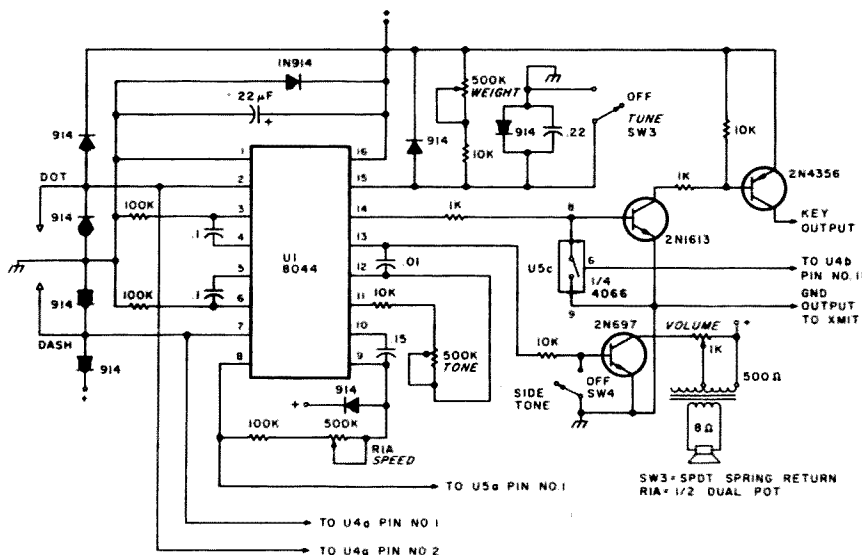 +
1N914
22µF
+
914
DOT
914
914
DASH
914
+
100K
.1
.1
100K
1
2
3
4
5
6
7
8
U1
8044
16
15
14
13
12
11
10
9
914
500K
WEIGHT
10K
914
.22
OFF
TUNE
SW3
10K
1K
2N4356
KEY
OUTPUT
1K
8
2N1613
U5c
6
1/4
4066
9
TO U4b
PIN NO.11
GND
OUTPUT
TO XMIT
.01
10K
.15
500K
TONE
10K
2N697
VOLUME
+
1K
500Ω
OFF
SW4
SIDE
TONE
8Ω
+
914
100K
500K
R1A
SPEED
SW3=SPDT SPRING RETURN
R1A=1/2 DUAL POT
TO U5a PIN NO.1
TO U4a PIN NO.1
TO U4a PIN NO.2